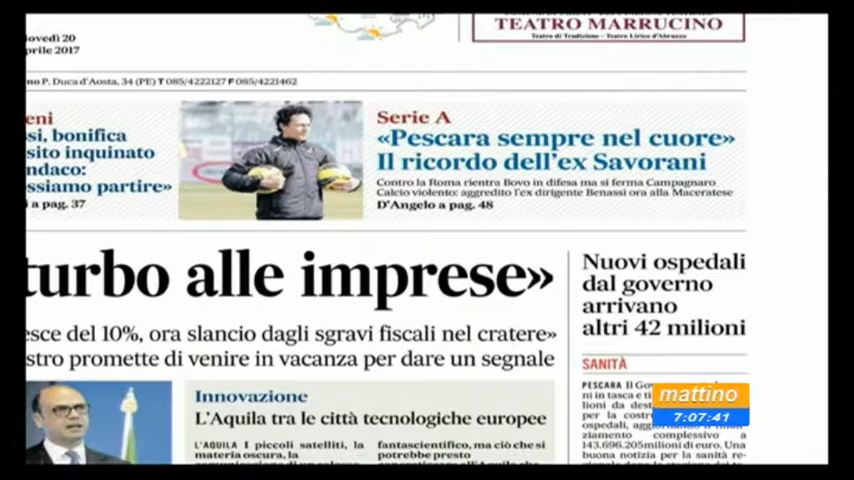 TEATRO MARRUCINO
Teatro di Tradizione - Teatro Lirico d'Abruzzo
iovedì 20
prile 2017
no P. Duca d'Aosta, 34 (PE) T 085/4222127 F 085/4221462
eni
si, bonifica
sito inquinato
ndaco:
ossiamo partire»
i a pag. 37
Serie A
«Pescara sempre nel cuore»
Il ricordo dell'ex Savorani
Contro la Roma rientra Bovo in difesa ma si ferma Campagnaro
Calcio violento: aggredito l'ex dirigente Benassi ora alla Maceratese
D'Angelo a pag. 48
turbo alle imprese»
esce del 10%, ora slancio dagli sgravi fiscali nel cratere»
stro promette di venire in vacanza per dare un segnale
Nuovi ospedali
dal governo
arrivano
altri 42 milioni
SANITÀ
PESCARA Il Gov
ni in tasca e t
lioni da dest
per la costr
ospedali, agg
ziamento complessivo a
143.696.205milioni di euro. Una
buona notizia per la sanità re-
Innovazione
L'Aquila tra le città tecnologiche europee
L'AQUILA I piccoli satelliti, la
materia oscura, la
fantascientifico, ma ciò che si
potrebbe presto
mattino
7:07:41